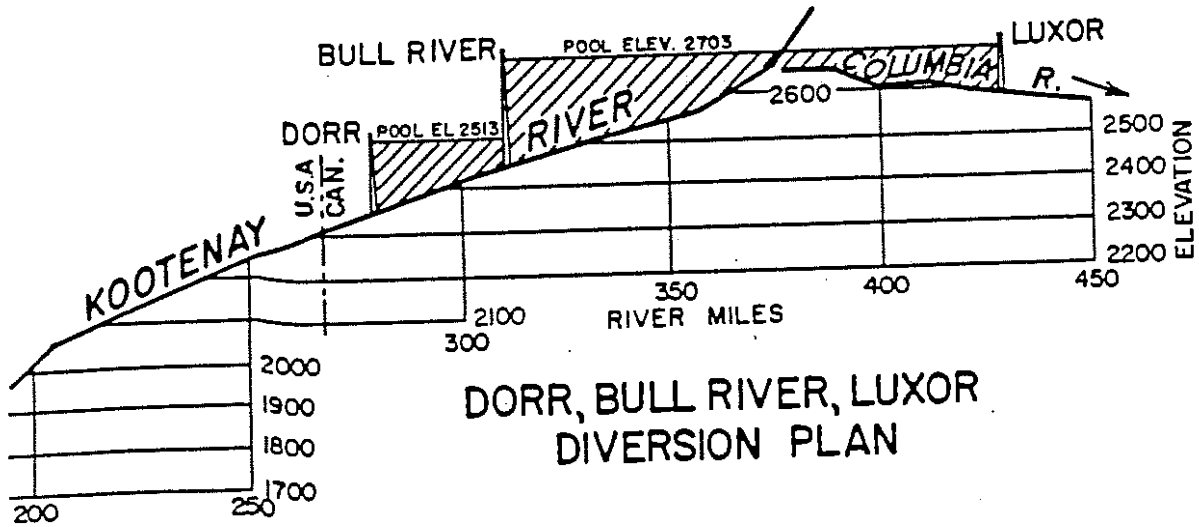 BULL RIVER
POOL ELEV. 2703
LUXOR
COLUMBIA
R.
DORR
POOL EL 2513
RIVER
2600
U.S.A
CAN.
KOOTENAY
2500
2400
2300
2200
ELEVATION
350
400
450
RIVER MILES
2100
300
2000
1900
1800
1700
200
250
DORR, BULL RIVER, LUXOR
DIVERSION PLAN